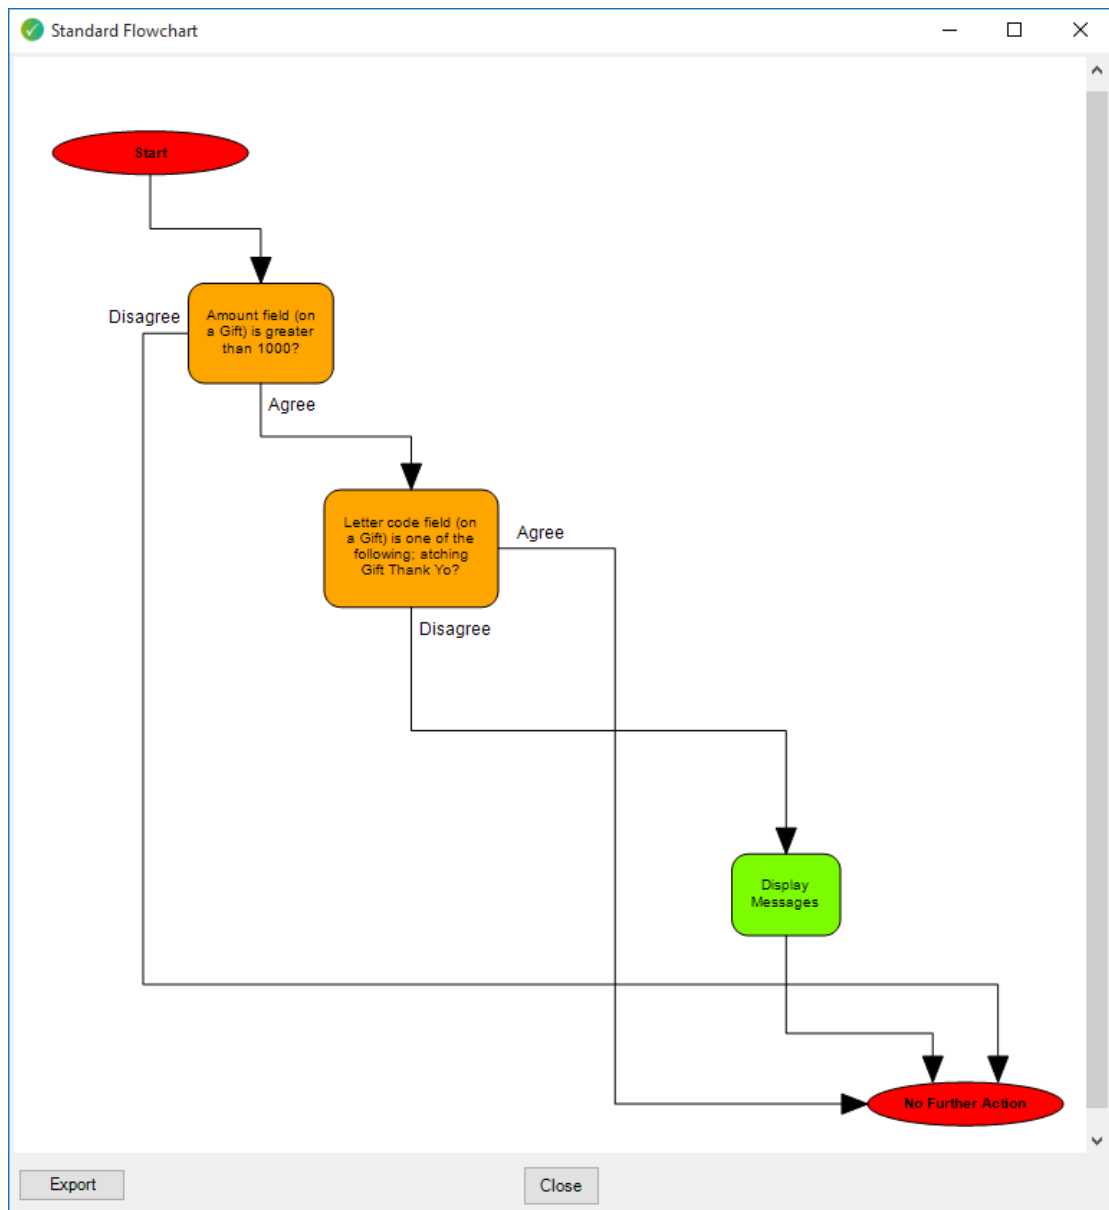 Standard Flowchart
Start
Disagree
Amount field (on
a Gift) is greater
than 1000?
Agree
Letter code field (on
a Gift) is one of the
following; atching
Gift Thank Yo?
Agree
Disagree
Display
Messages
No Further Action
Export
Close